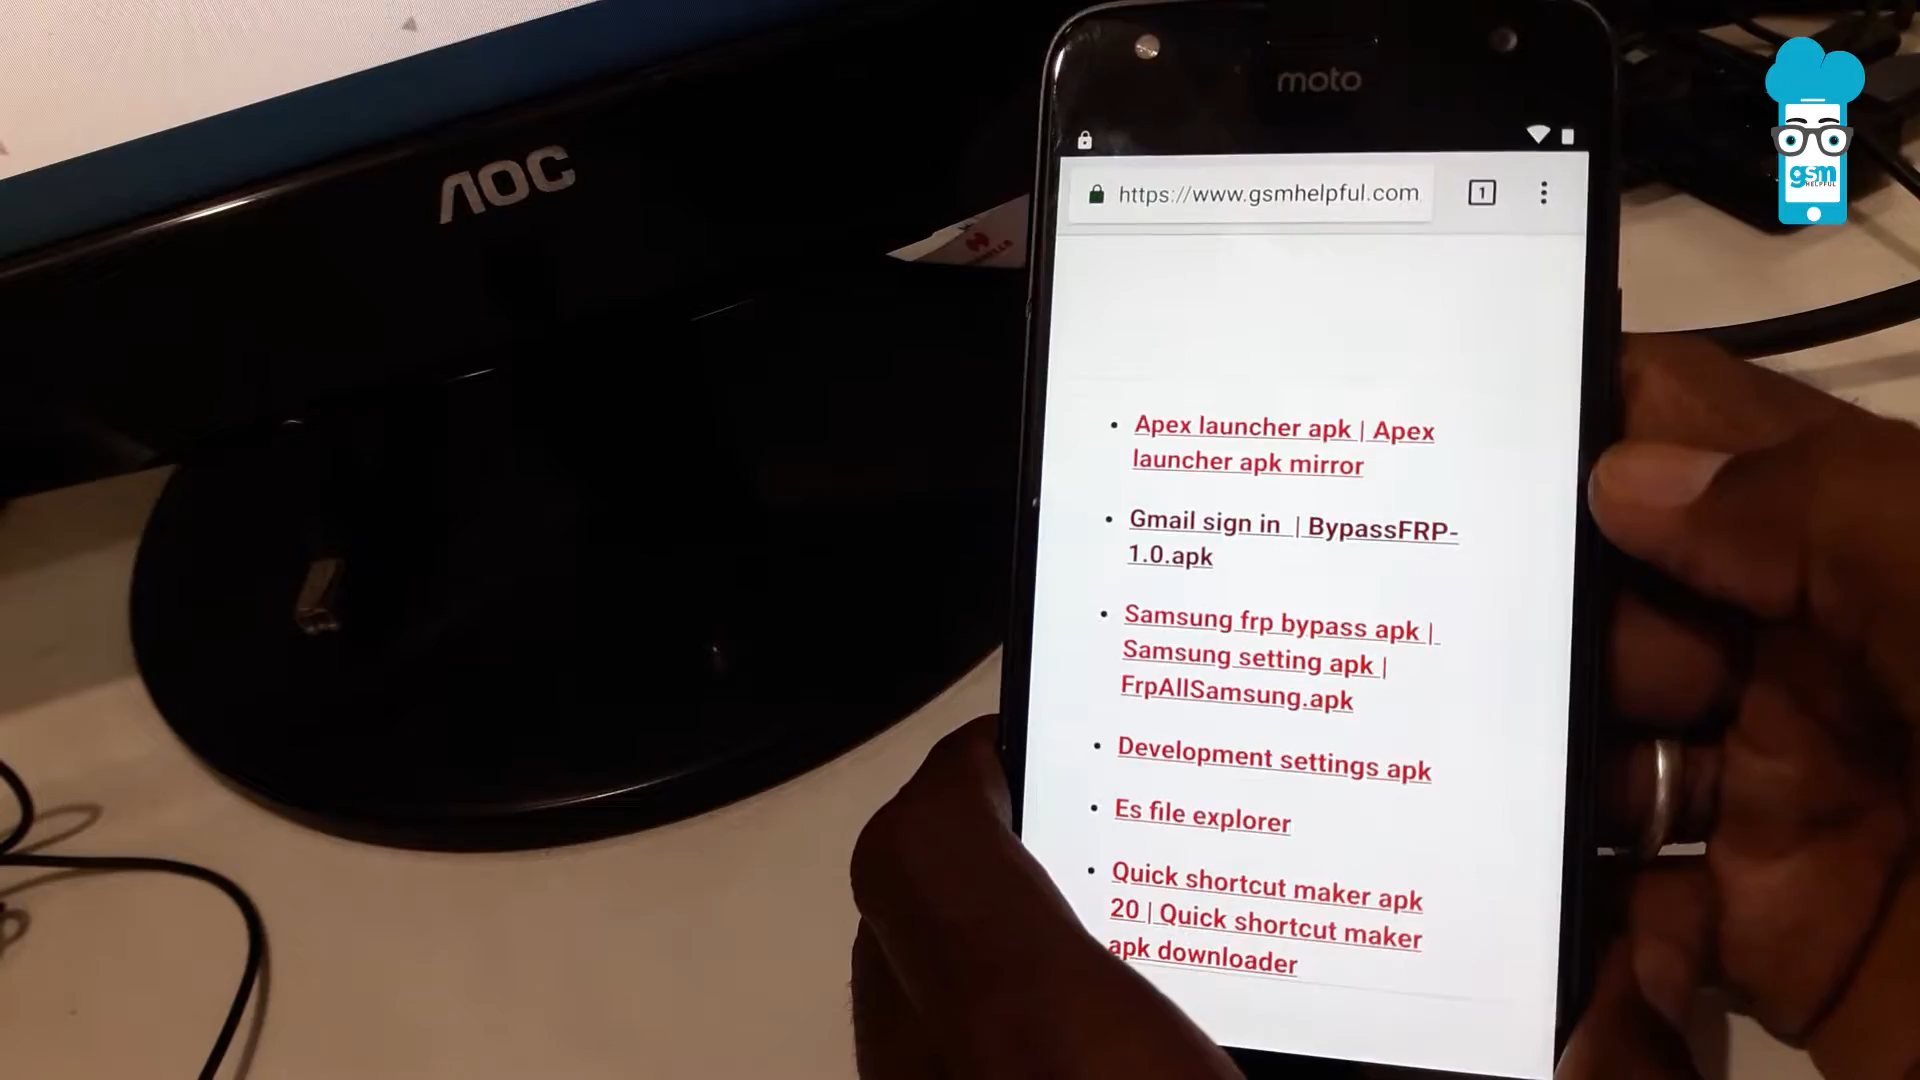 moto
AOC
https://www.gsmhelpful.com
1
gsm
HELPFUL
Apex launcher apk | Apex
launcher apk mirror
Gmail sign in | BypassFRP-
1.0.apk
Samsung frp bypass apk |
Samsung setting apk |
FrpAllSamsung.apk
Development settings apk
Es file explorer
Quick shortcut maker apk
20 | Quick shortcut maker
apk downloader